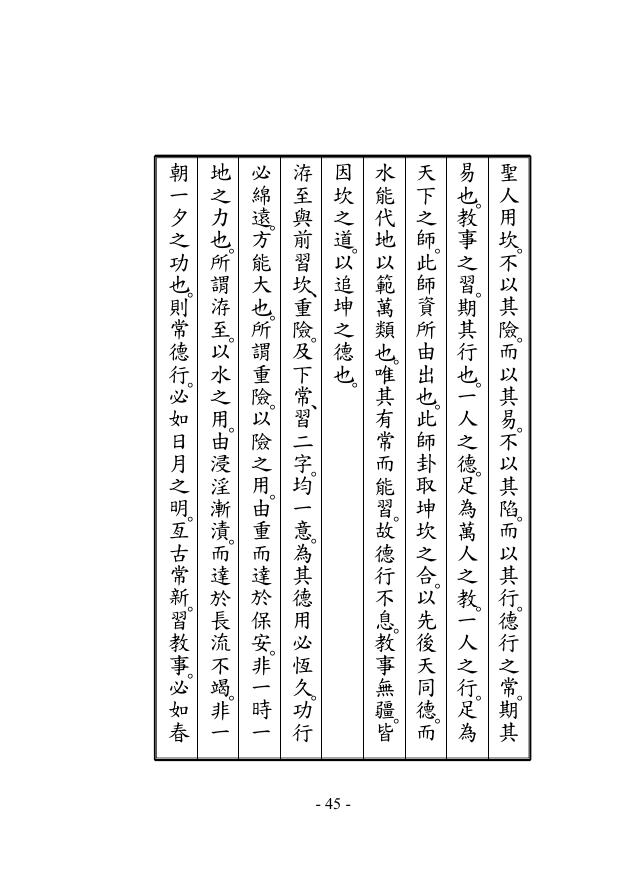 聖人用坎。不以其險。而以其易。不以其陷。而以其行。德行之常。期其
易也。教事之習。期其行也。一人之德。足為萬人之教。一人之行。足為
天下之師。此師資所由出也。此師卦取坤坎之合。以先後天同德。而
水能代地以範萬類也。唯其有常而能習。故德行不息。教事無疆。皆
因坎之道。以追坤之德也。
洊至與前習坎、重險。及下常、習二字。均一意。為其德用必恆久。功行
必綿遠。方能大也。所謂重險。以險之用。由重而達於保安。非一時一
地之力也。所謂洊至。以水之用。由浸淫漸漬。而達於長流不竭。非一
朝一夕之功也。則常德行。必如日月之明。亙古常新。習教事。必如春
- 45 -